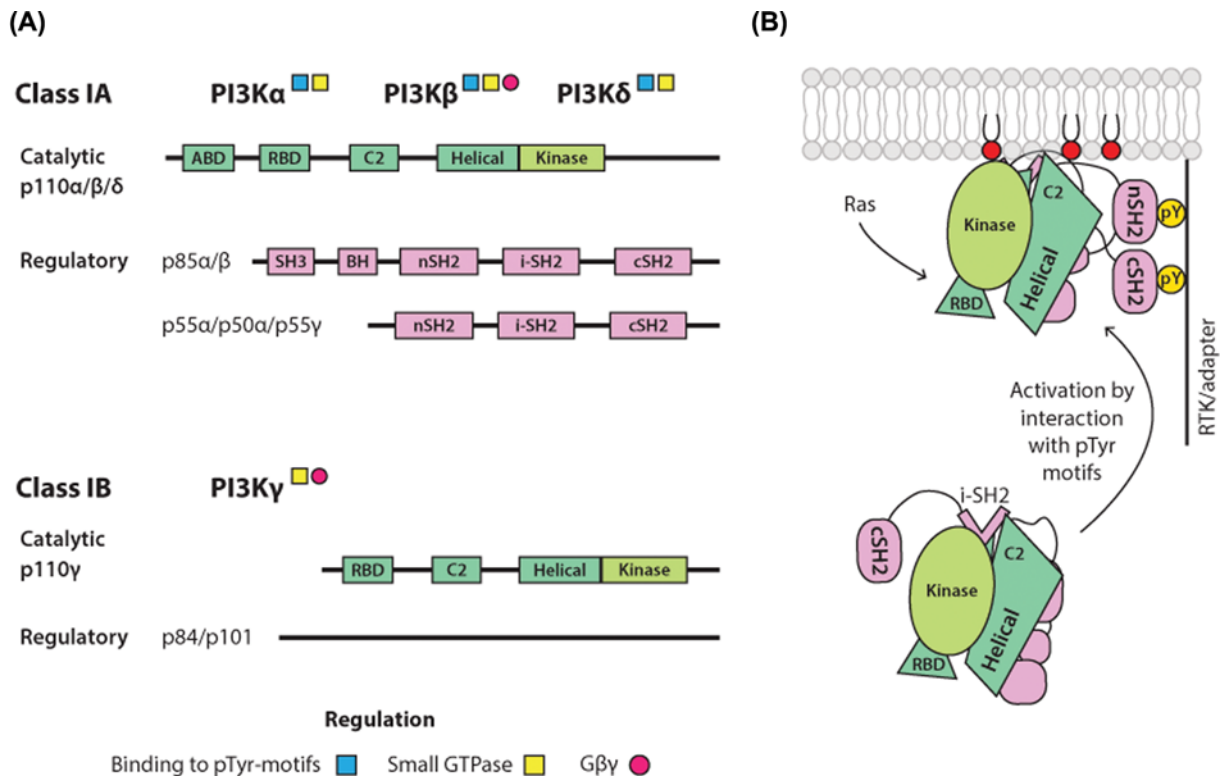 (A)
Class IA PI3Kα PI3Kβ PI3Kδ
Catalytic
p110α/β/δ
ABD RBD C2 Helical Kinase
Regulatory p85α/β SH3 BH nSH2 i-SH2 cSH2
p55α/p50α/p55γ nSH2 i-SH2 cSH2
Class IB PI3Kγ
Catalytic
p110γ
RBD C2 Helical Kinase
Regulatory p84/p101
Regulation
Binding to pTyr-motifs Small GTPase Gβγ
(B)
Ras
Kinase
C2
Helical
RBD
nSH2
pY
cSH2
pY
RTK/adapter
Activation by
interaction
with pTyr
motifs
i-SH2
cSH2
C2
Kinase
Helical
RBD